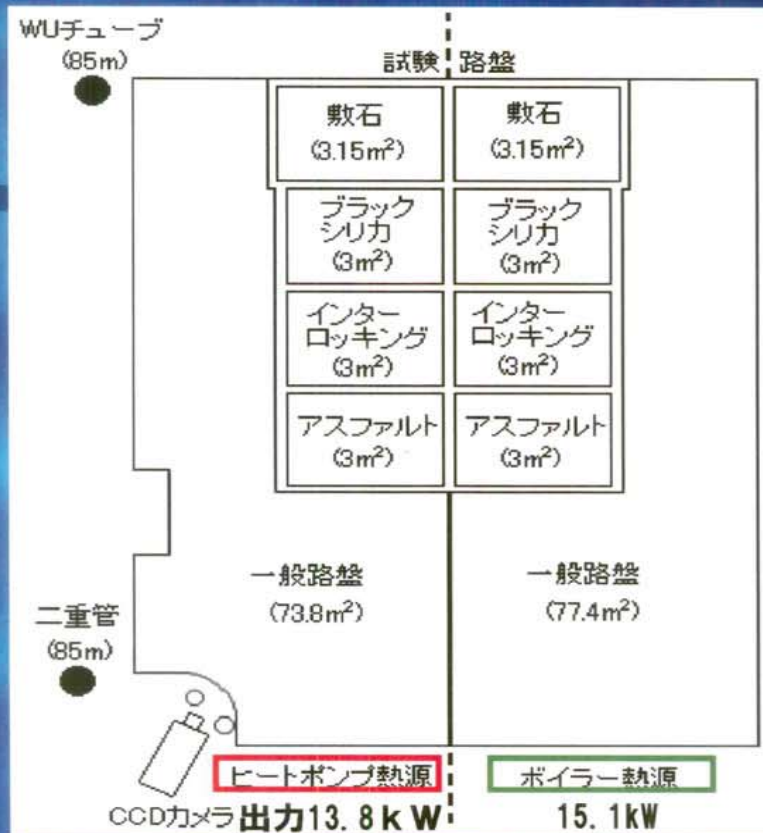 WUチューブ
(85m)
試験 路盤
敷石
(3.15m²)
敷石
(3.15m²)
ブラック
シリカ
(3m²)
ブラック
シリカ
(3m²)
インター
ロッキング
(3m²)
インター
ロッキング
(3m²)
アスファルト
(3m²)
アスファルト
(3m²)
一般路盤
(73.8m²)
一般路盤
(77.4m²)
二重管
(85m)
ヒートポンプ熱源
ボイラー熱源
CCDカメラ 出力13.8kW
15.1kW